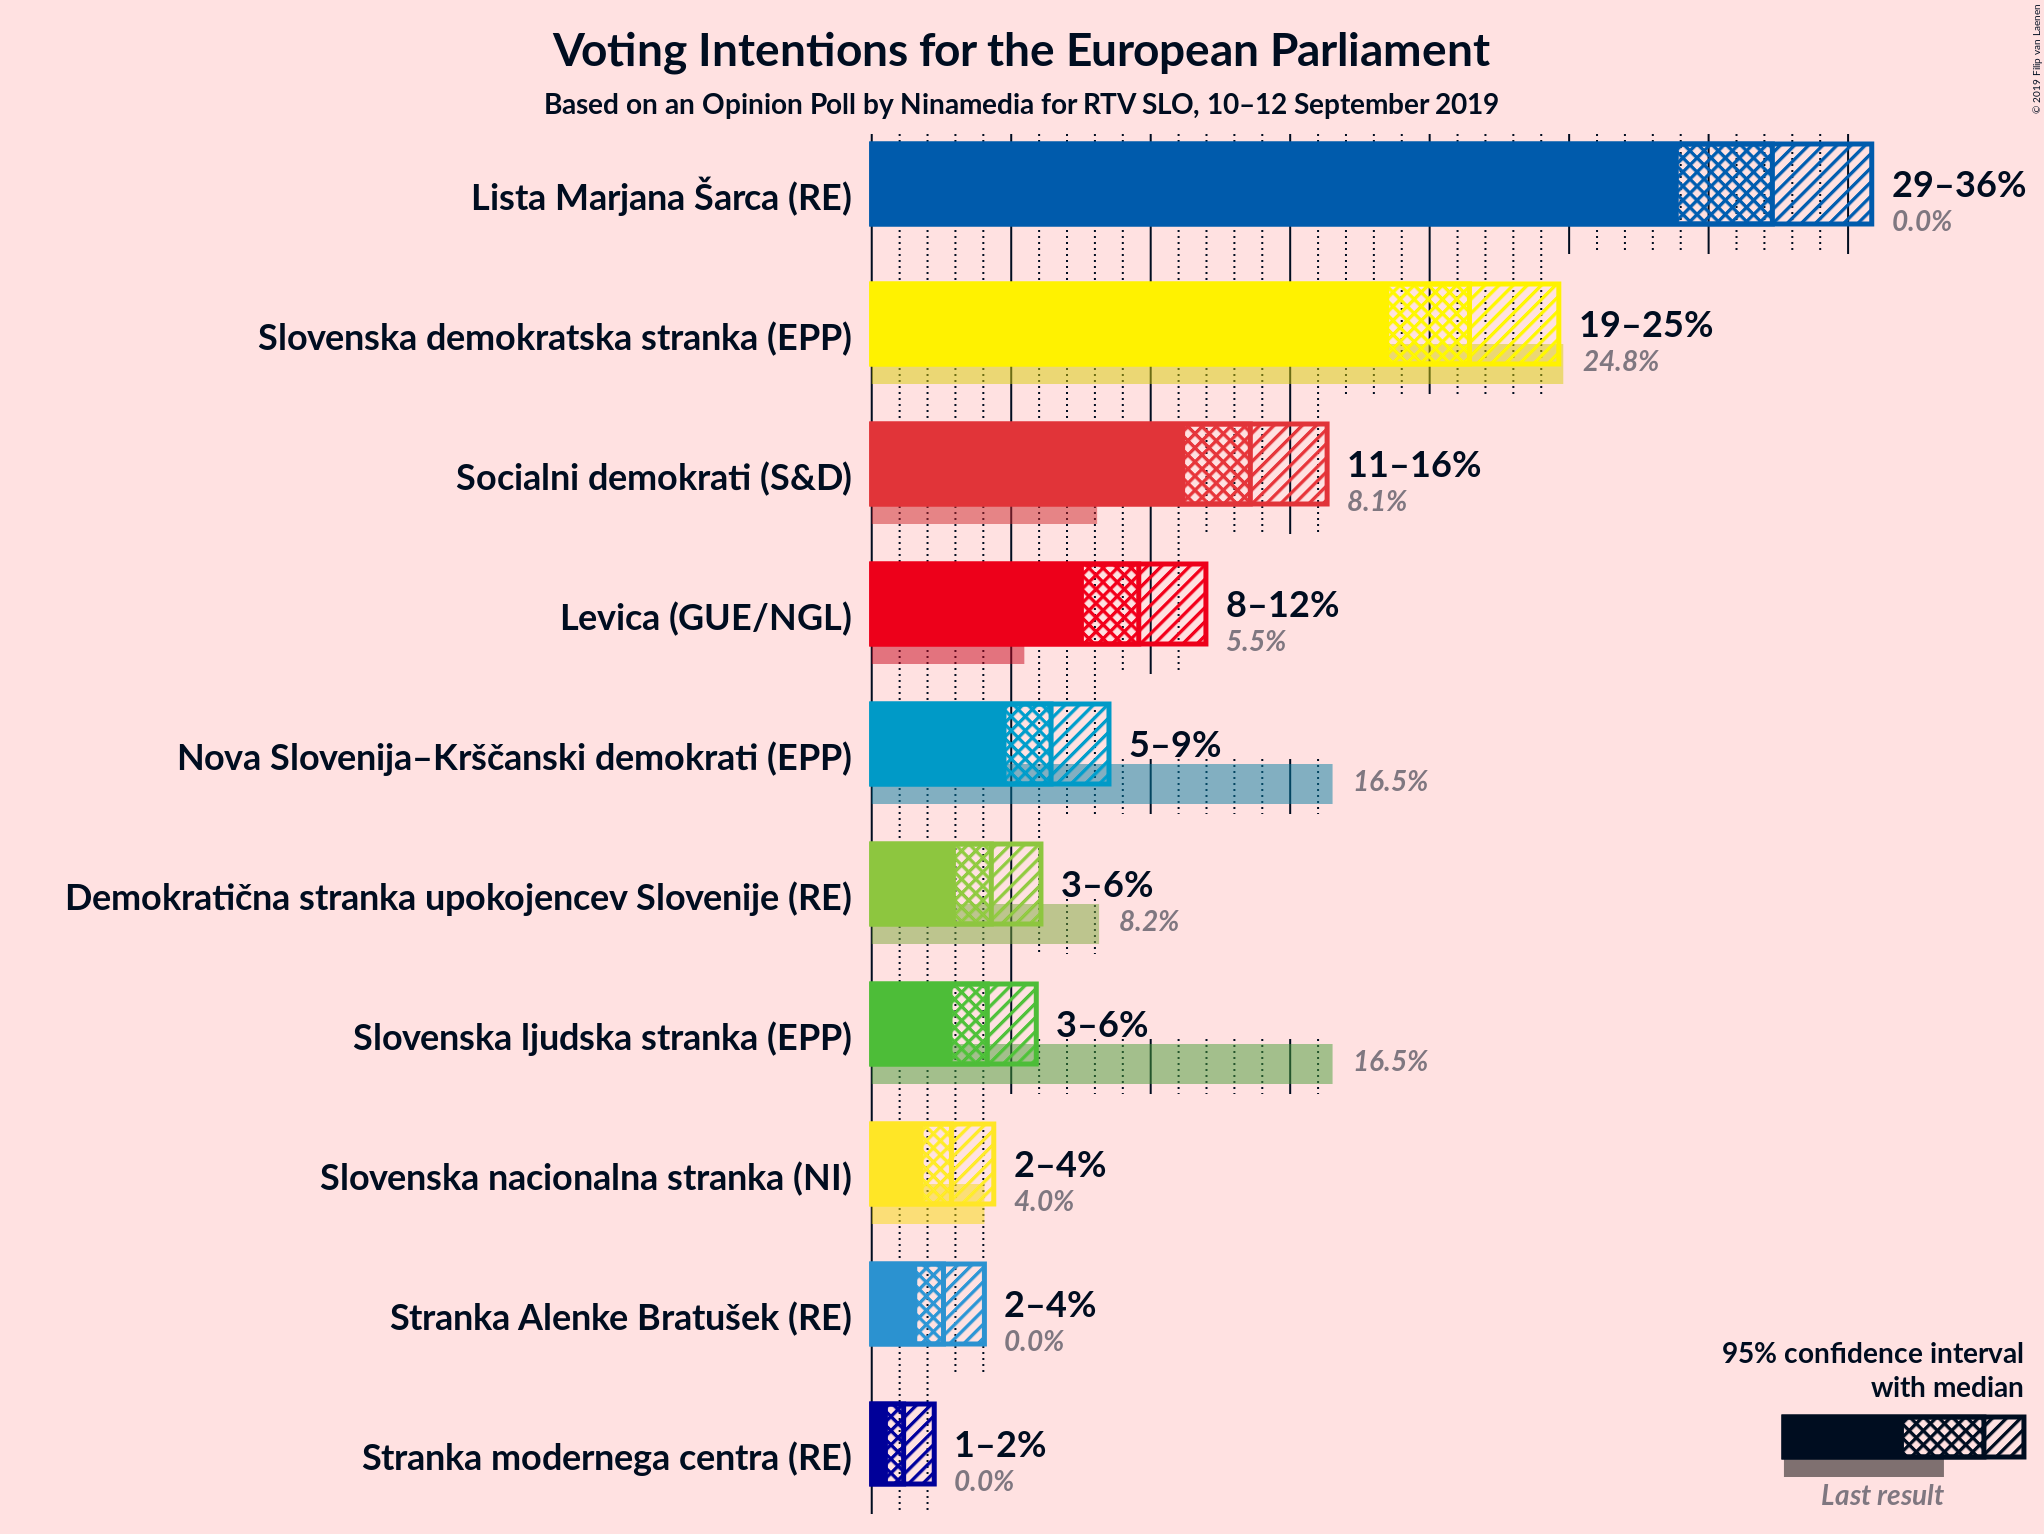 Voting Intentions for the European Parliament
Based on an Opinion Poll by Ninamedia for RTV SLO, 10–12 September 2019
© 2019 Filip van Laenen
Lista Marjana Šarca (RE)
29–36%
0.0%
Slovenska demokratska stranka (EPP)
19–25%
24.8%
Socialni demokrati (S&D)
11–16%
8.1%
Levica (GUE/NGL)
8–12%
5.5%
Nova Slovenija–Krščanski demokrati (EPP)
5–9%
16.5%
Demokratična stranka upokojencev Slovenije (RE)
3–6%
8.2%
Slovenska ljudska stranka (EPP)
3–6%
16.5%
Slovenska nacionalna stranka (NI)
2–4%
4.0%
Stranka Alenke Bratušek (RE)
2–4%
0.0%
Stranka modernega centra (RE)
1–2%
0.0%
95% confidence interval
with median
Last result